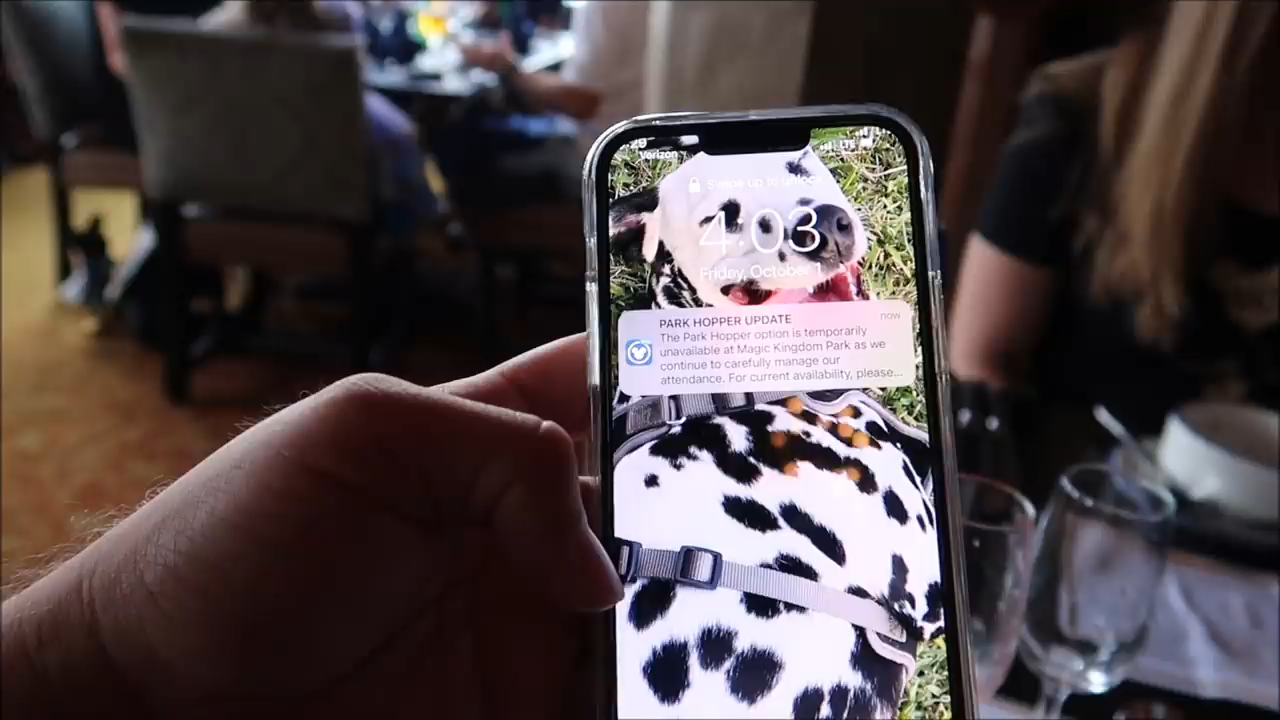 Verizon
LTE
Swipe up to unlock
4:03
Friday, October 1
PARK HOPPER UPDATE
now
The Park Hopper option is temporarily
unavailable at Magic Kingdom Park as we
continue to carefully manage our
attendance. For current availability, please...